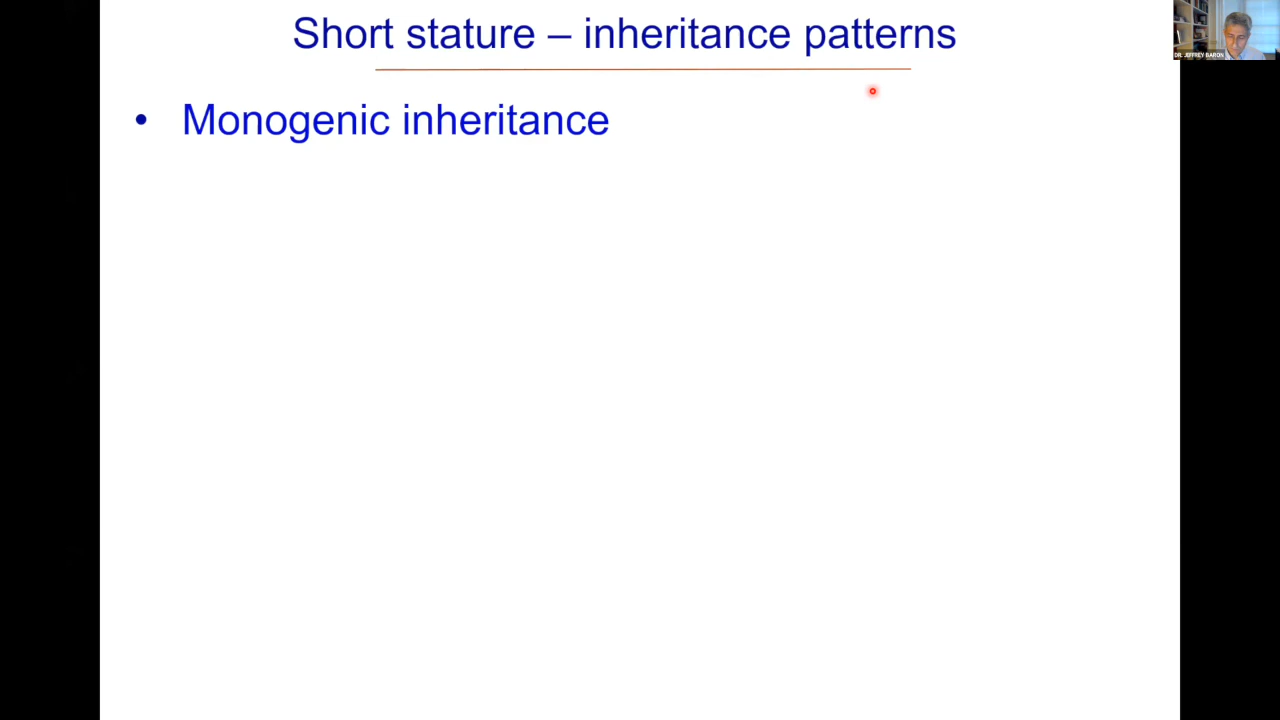 Short stature – inheritance patterns
DR. JEFFREY BARON
• Monogenic inheritance